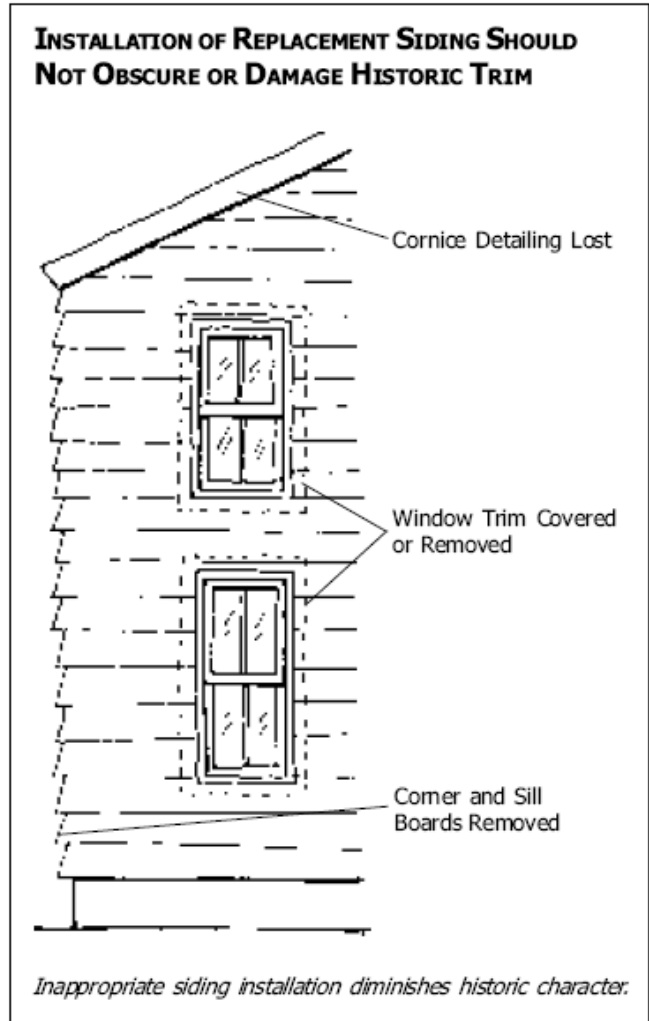 INSTALLATION OF REPLACEMENT SIDING SHOULD
NOT OBSCURE OR DAMAGE HISTORIC TRIM
Cornice Detailing Lost
Window Trim Covered
or Removed
Corner and Sill
Boards Removed
Inappropriate siding installation diminishes historic character.